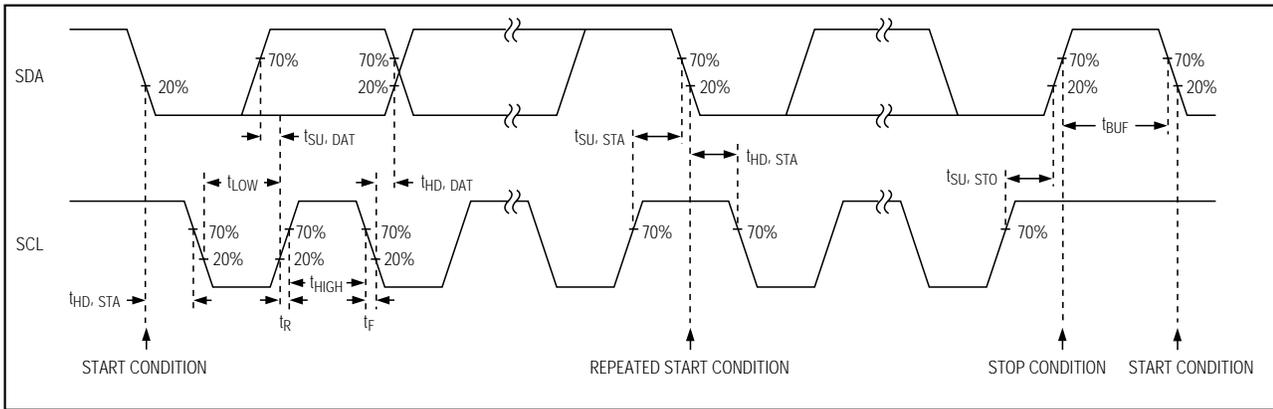 SDA
20%
70%
70%
20%
70%
20%
70%
20%
70%
20%
tSU, DAT
tHD, DAT
tSU, STA
tHD, STA
tBUF
tSU, STO
tLOW
SCL
70%
20%
70%
20%
70%
20%
70%
70%
70%
tHIGH
tHD, STA
tR
tF
START CONDITION
REPEATED START CONDITION
STOP CONDITION
START CONDITION